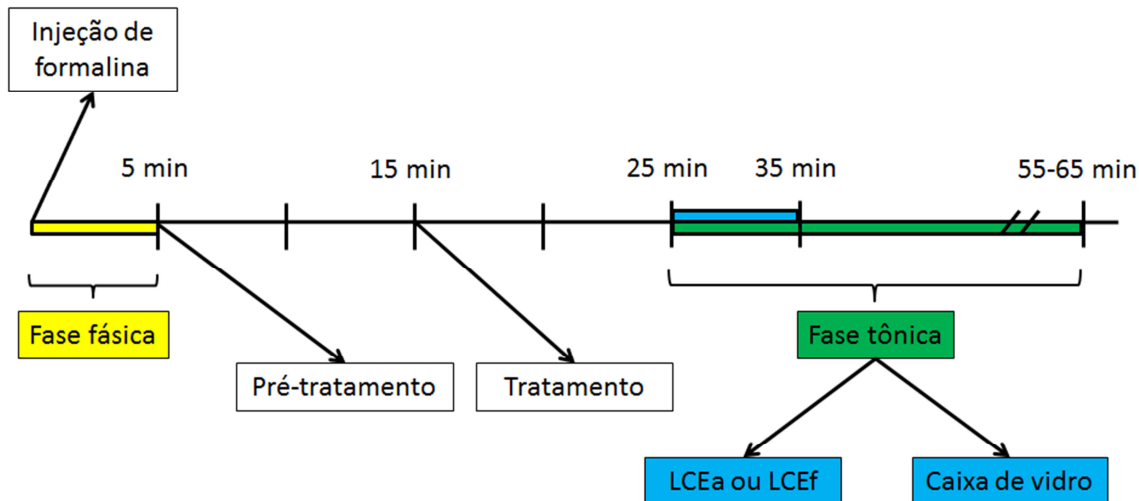 Injeção de
formalina
5 min
15 min
25 min
35 min
55-65 min
Fase fásica
Fase tônica
Pré-tratamento
Tratamento
LCEa ou LCEf
Caixa de vidro